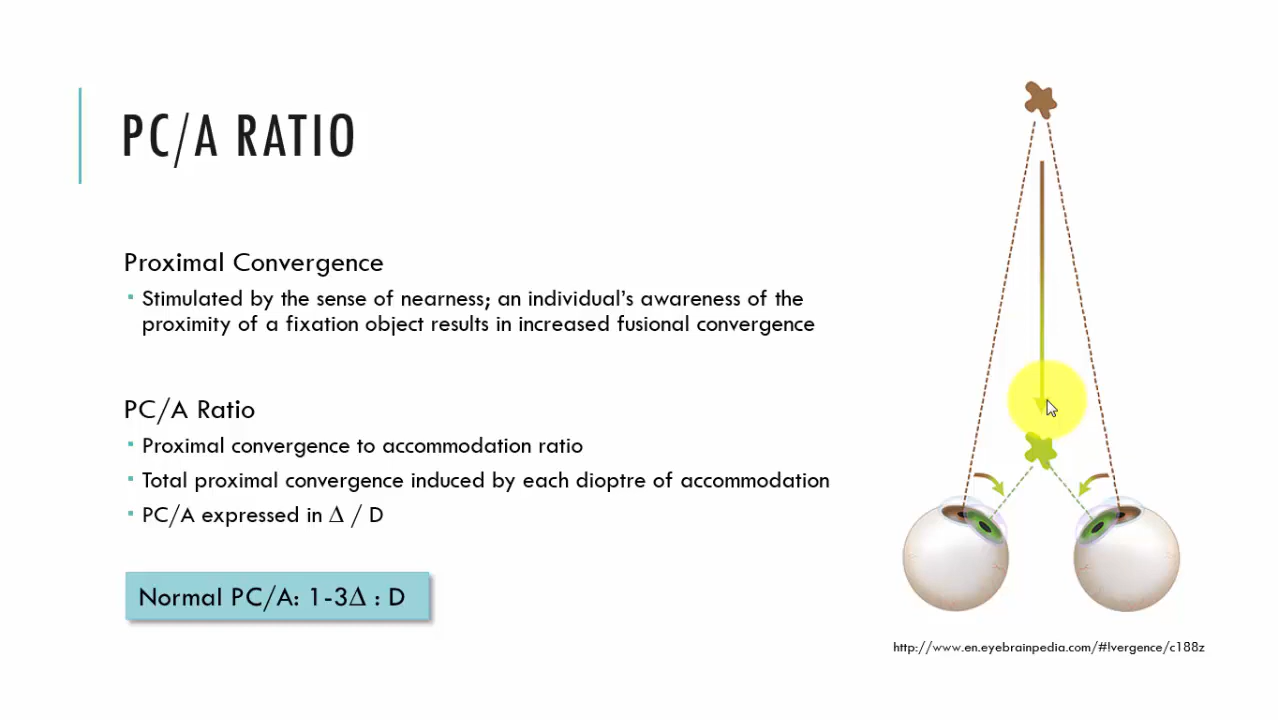 PC/A RATIO
Proximal Convergence
▪ Stimulated by the sense of nearness; an individual's awareness of the
proximity of a fixation object results in increased fusional convergence
PC/A Ratio
▪ Proximal convergence to accommodation ratio
▪ Total proximal convergence induced by each dioptre of accommodation
▪ PC/A expressed in Δ / D
Normal PC/A: 1-3Δ : D
http://www.en.eyebrainpedia.com/#!vergence/c188z